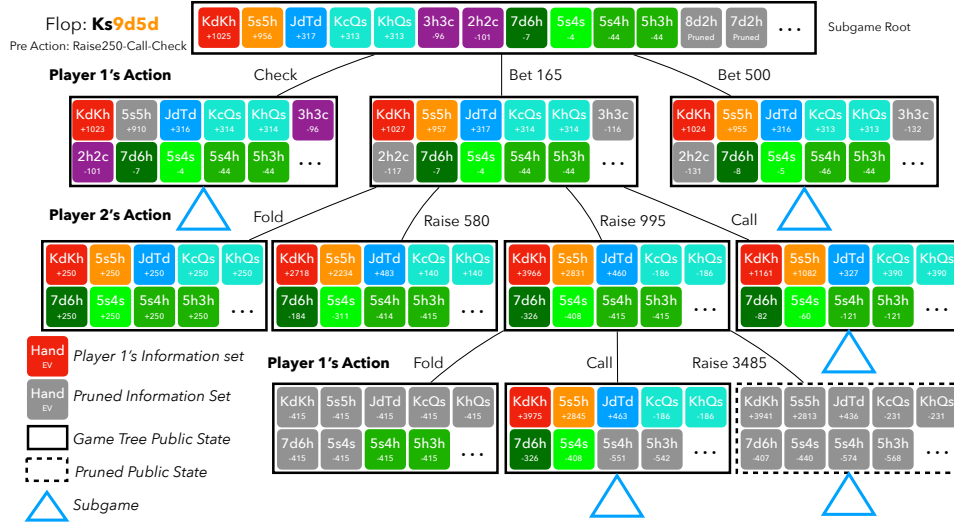 Flop: Ks9d5d
Pre Action: Raise250-Call-Check
KdKh 5s5h JdTd KcQs KhQs 3h3c 2h2c 7d6h 5s4s 5s4h 5h3h 8d2h 7d2h ...
+1025 +956 +317 +313 +313 -96 -101 -7 -4 -44 -44 Pruned Pruned
Subgame Root
Player 1's Action
Check
Bet 165
Bet 500
KdKh 5s5h JdTd KcQs KhQs 3h3c
+1023 +910 +316 +314 +314 -96
2h2c 7d6h 5s4s 5s4h 5h3h ...
-101 -7 -4 -44 -44
KdKh 5s5h JdTd KcQs KhQs 3h3c
+1027 +957 +317 +314 +314 -116
2h2c 7d6h 5s4s 5s4h 5h3h ...
-117 -7 -4 -44 -44
KdKh 5s5h JdTd KcQs KhQs 3h3c
+1024 +955 +316 +313 +313 -132
2h2c 7d6h 5s4s 5s4h 5h3h ...
-131 -8 -5 -46 -44
Player 2's Action
Fold
Raise 580
Raise 995
Call
KdKh 5s5h JdTd KcQs KhQs
+250 +250 +250 +250 +250
7d6h 5s4s 5s4h 5h3h ...
+250 +250 +250 +250
KdKh 5s5h JdTd KcQs KhQs
+2718 +2234 +483 +140 +140
7d6h 5s4s 5s4h 5h3h ...
-184 -311 -414 -415
KdKh 5s5h JdTd KcQs KhQs
+3966 +2831 +460 -186 -186
7d6h 5s4s 5s4h 5h3h ...
-326 -408 -415 -415
KdKh 5s5h JdTd KcQs KhQs
+1161 +1082 +327 +390 +390
7d6h 5s4s 5s4h 5h3h ...
-82 -60 -121 -121
Player 1's Action
Fold
Call
Raise 3485
KdKh 5s5h JdTd KcQs KhQs
-415 -415 -415 -415 -415
7d6h 5s4s 5s4h 5h3h ...
-415 -415 -415 -415
KdKh 5s5h JdTd KcQs KhQs
+3975 +2845 +463 -186 -186
7d6h 5s4s 5s4h 5h3h ...
-326 -408 -551 -542
KdKh 5s5h JdTd KcQs KhQs
+3941 +2813 +436 -231 -231
7d6h 5s4s 5s4h 5h3h ...
-407 -440 -574 -568
Hand
EV
Player 1's Information set
Hand
EV
Pruned Information Set
Game Tree Public State
Pruned Public State
Subgame